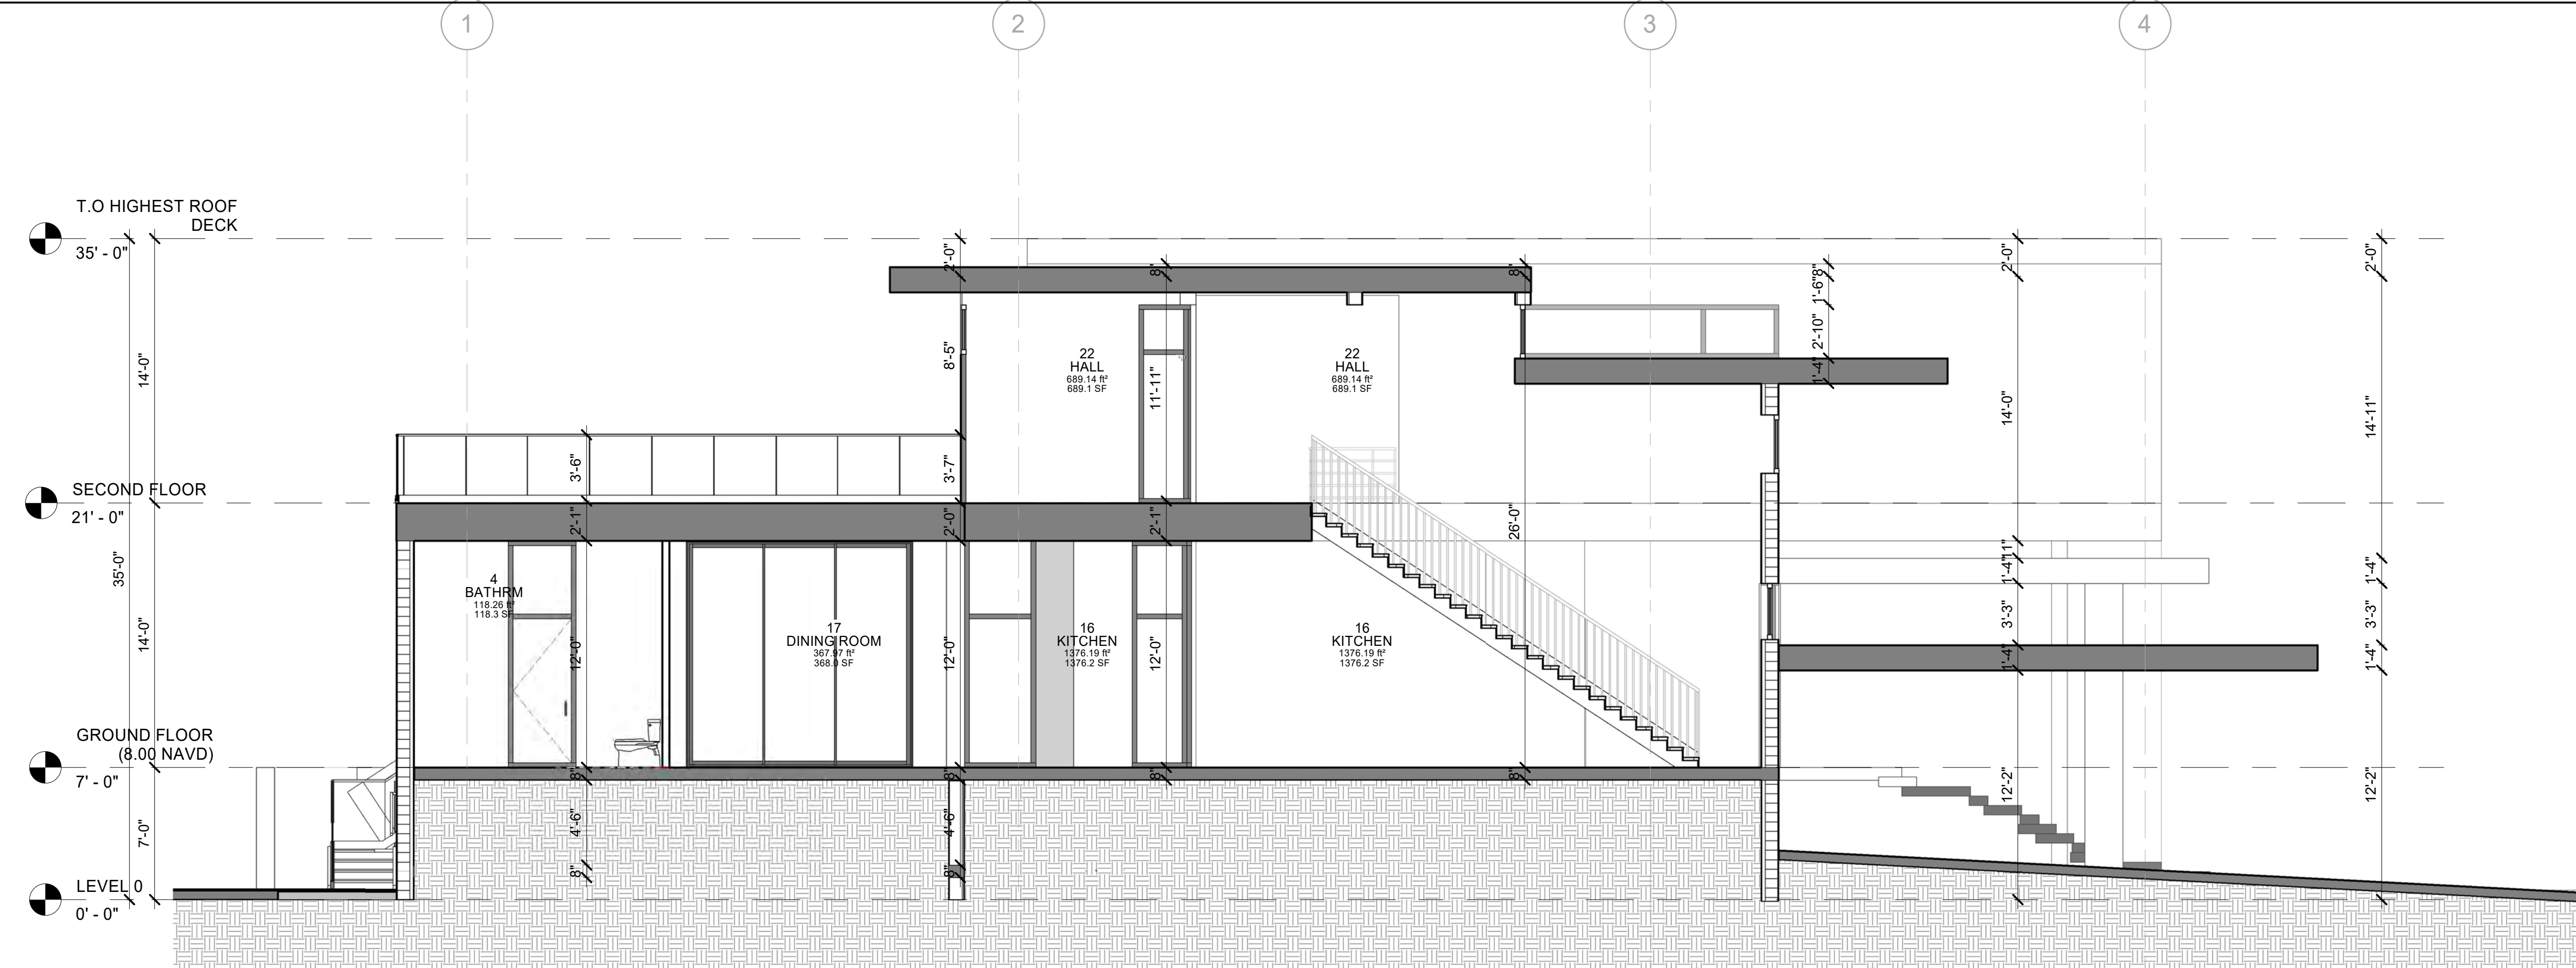 1
2
3
4
T.O HIGHEST ROOF
DECK
35' - 0"
SECOND FLOOR
21' - 0"
GROUND FLOOR
(8.00 NAVD)
7' - 0"
LEVEL 0
0' - 0"
35'-0"
14'-0"
14'-0"
7'-0"
4
BATHRM
118.26 ft²
118.3 SF
3'-6"
2'-1"
12'-0"
8"
4'-6"
8"
17
DINING ROOM
367.97 ft²
368.0 SF
2'-0"
8'-5"
3'-7"
2'-0"
12'-0"
8"
4'-6"
8"
22
HALL
689.14 ft²
689.1 SF
16
KITCHEN
1376.19 ft²
1376.2 SF
8"
11'-11"
2'-1"
12'-0"
8"
22
HALL
689.14 ft²
689.1 SF
16
KITCHEN
1376.19 ft²
1376.2 SF
8"
26'-0"
8"
8"
1'-6"
2'-10"
1'-4"
2'-0"
14'-0"
11"
1'-4"
3'-3"
1'-4"
12'-2"
2'-0"
14'-11"
1'-4"
3'-3"
1'-4"
12'-2"